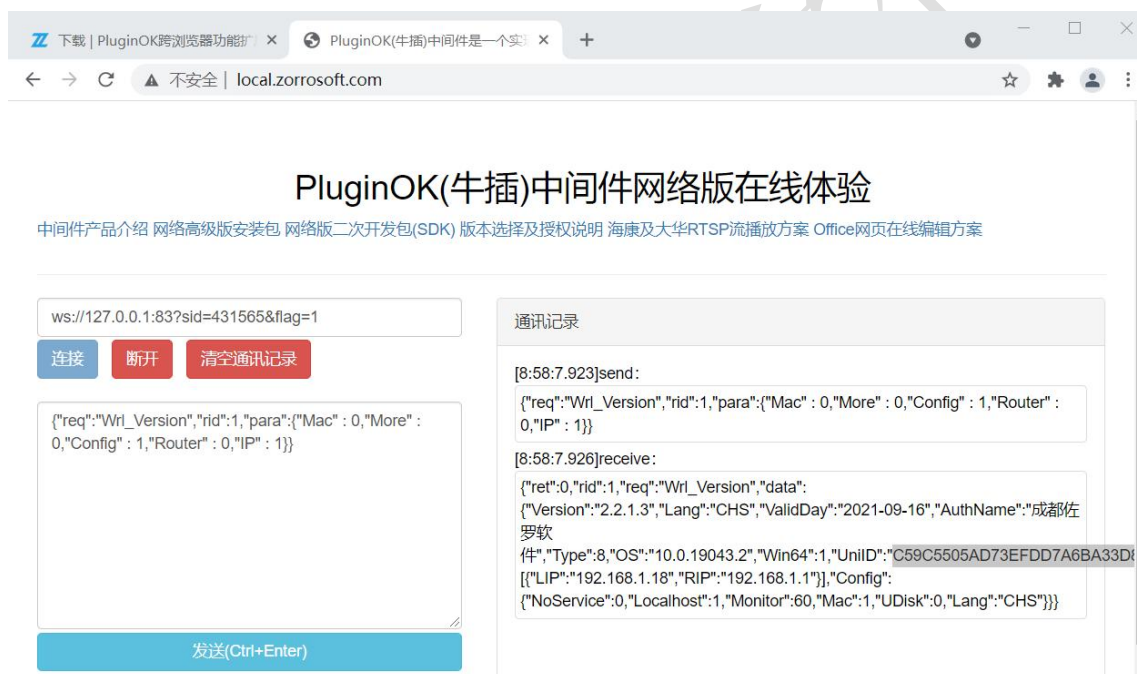 下载 | PluginOK跨浏览器功能扩
PluginOK(牛插)中间件是一个实
不安全 | local.zorrosoft.com
PluginOK(牛插)中间件网络版在线体验
中间件产品介绍 网络高级版安装包 网络版二次开发包(SDK) 版本选择及授权说明 海康及大华RTSP流播放方案 Office网页在线编辑方案
ws://127.0.0.1:83?sid=431565&flag=1
连接 断开 清空通讯记录
{"req":"Wrl_Version","rid":1,"para":{"Mac" : 0,"More" :
0,"Config" : 1,"Router" : 0,"IP" : 1}}
发送(Ctrl+Enter)
通讯记录
[8:58:7.923]send：
{"req":"Wrl_Version","rid":1,"para":{"Mac" : 0,"More" : 0,"Config" : 1,"Router" :
0,"IP" : 1}}
[8:58:7.926]receive：
{"ret":0,"rid":1,"req":"Wrl_Version","data":
{"Version":"2.2.1.3","Lang":"CHS","ValidDay":"2021-09-16","AuthName":"成都佐
罗软
件","Type":8,"OS":"10.0.19043.2","Win64":1,"UniID":"C59C5505AD73EFDD7A6BA33D8
[{"LIP":"192.168.1.18","RIP":"192.168.1.1"}],"Config":
{"NoService":0,"Localhost":1,"Monitor":60,"Mac":1,"UDisk":0,"Lang":"CHS"}}}